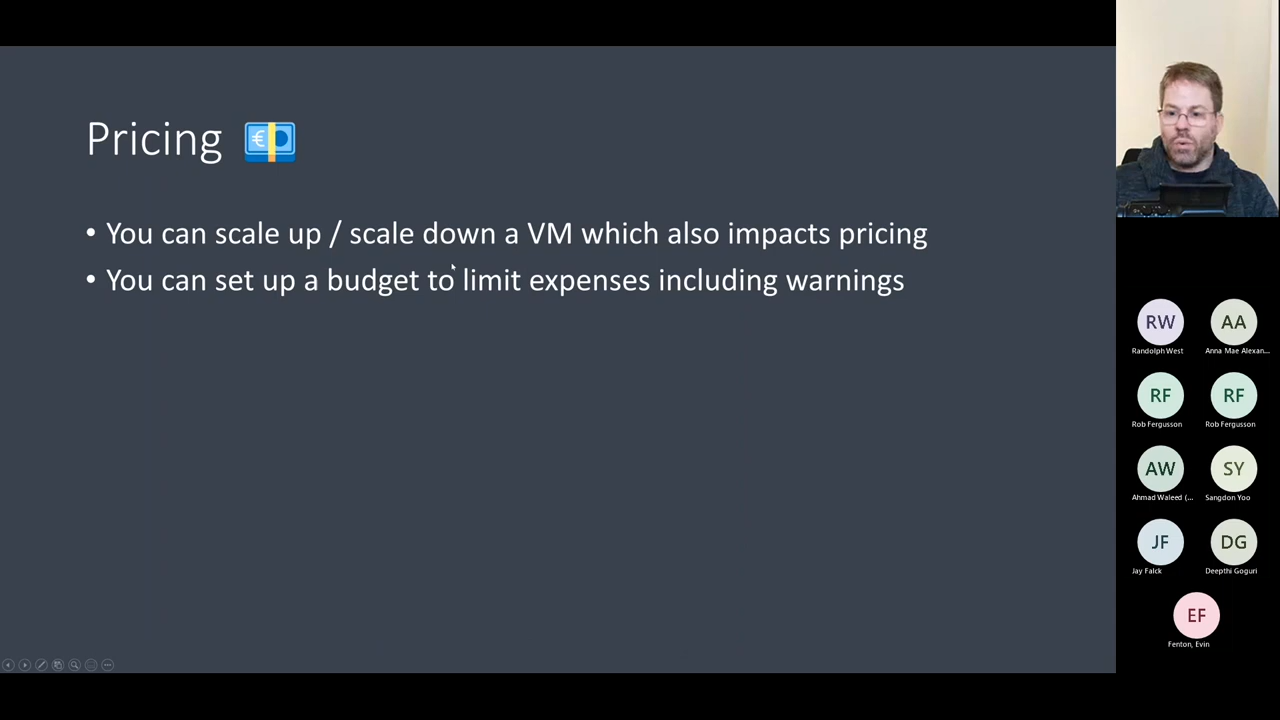 Pricing
• You can scale up / scale down a VM which also impacts pricing
• You can set up a budget to limit expenses including warnings
RW
AA
Randolph West
Anna Mae Alexan...
RF
RF
Rob Fergusson
Rob Fergusson
AW
SY
Ahmad Waleed (...
Sangdon Yoo
JF
DG
Jay Falck
Deepthi Goguri
EF
Fenton, Evin